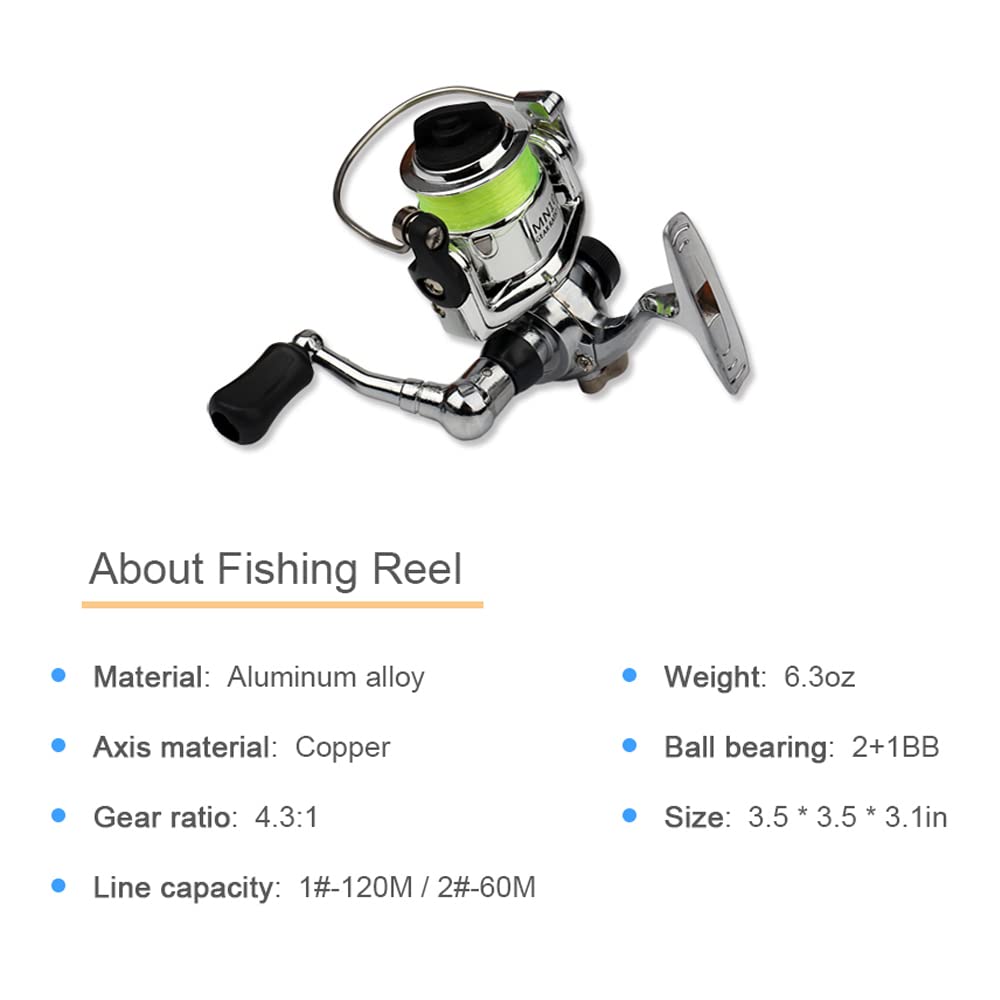 MN10
About Fishing Reel
Material: Aluminum alloy
Axis material: Copper
Gear ratio: 4.3:1
Line capacity: 1#-120M / 2#-60M
Weight: 6.3oz
Ball bearing: 2+1BB
Size: 3.5 * 3.5 * 3.1in